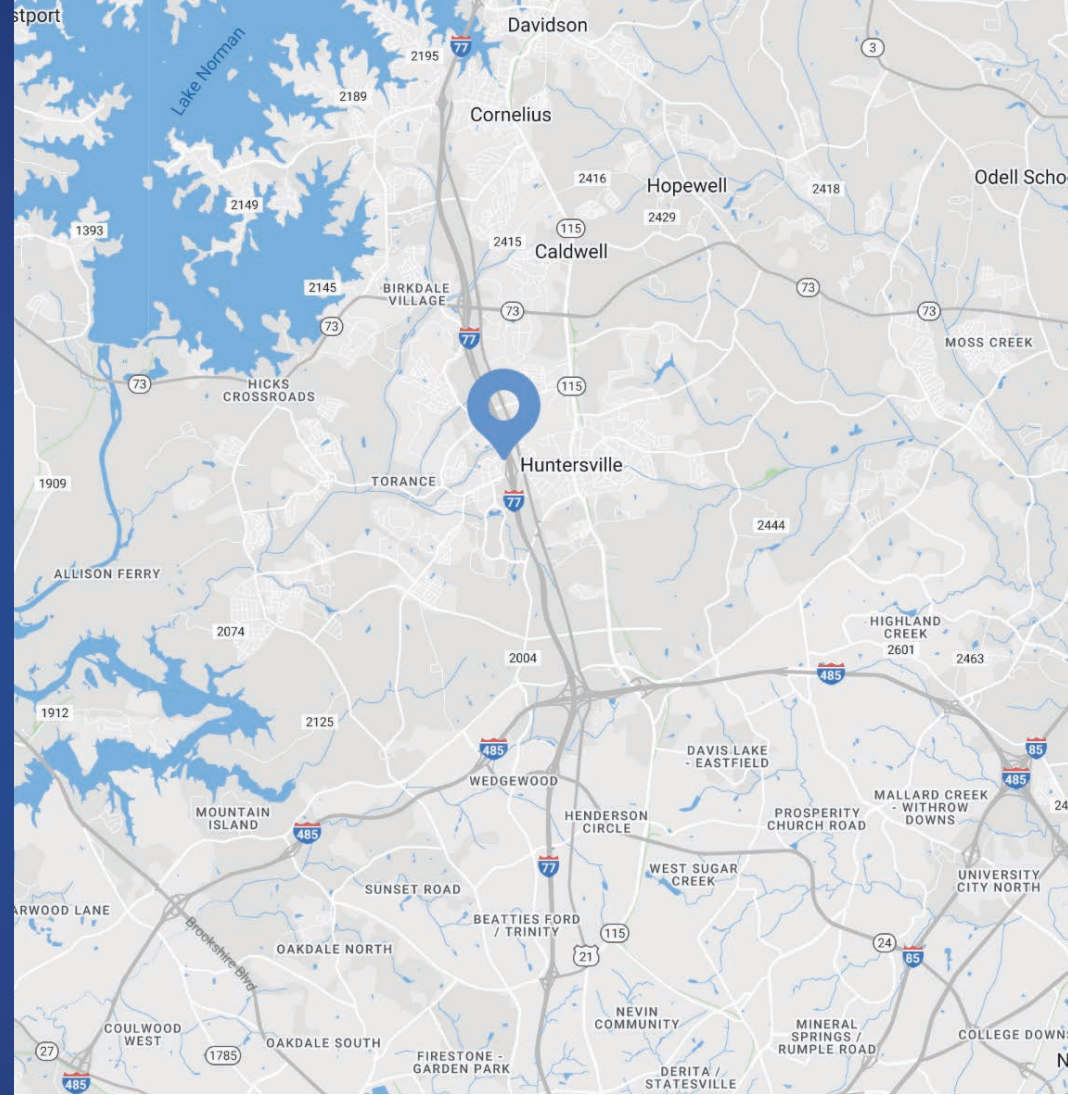 stport
Davidson
77
2195
3
Lake Norman
2189
Cornelius
2416
Hopewell
2418
Odell Scho
2149
2429
1393
115
2415
Caldwell
2145
BIRKDALE
VILLAGE
73
73
73
73
77
MOSS CREEK
73
HICKS
CROSSROADS
115
Huntersville
TORANCE
1909
77
2444
ALLISON FERRY
HIGHLAND
CREEK
2601
2074
2004
2463
485
1912
2125
485
85
DAVIS LAKE
- EASTFIELD
WEDGEWOOD
485
MALLARD CREEK
- WITHROW
DOWNS
24
MOUNTAIN
ISLAND
HENDERSON
CIRCLE
PROSPERITY
CHURCH ROAD
485
77
WEST SUGAR
CREEK
UNIVERSITY
CITY NORTH
SUNSET ROAD
ARWOOD LANE
BEATTIES FORD
/ TRINITY
115
Brookshire Blvd
OAKDALE NORTH
21
24
85
NEVIN
COMMUNITY
COULWOOD
WEST
MINERAL
SPRINGS /
RUMPLE ROAD
COLLEGE DOWNS
27
1785
OAKDALE SOUTH
FIRESTONE -
GARDEN PARK
N
485
DERITA /
STATESVILLE